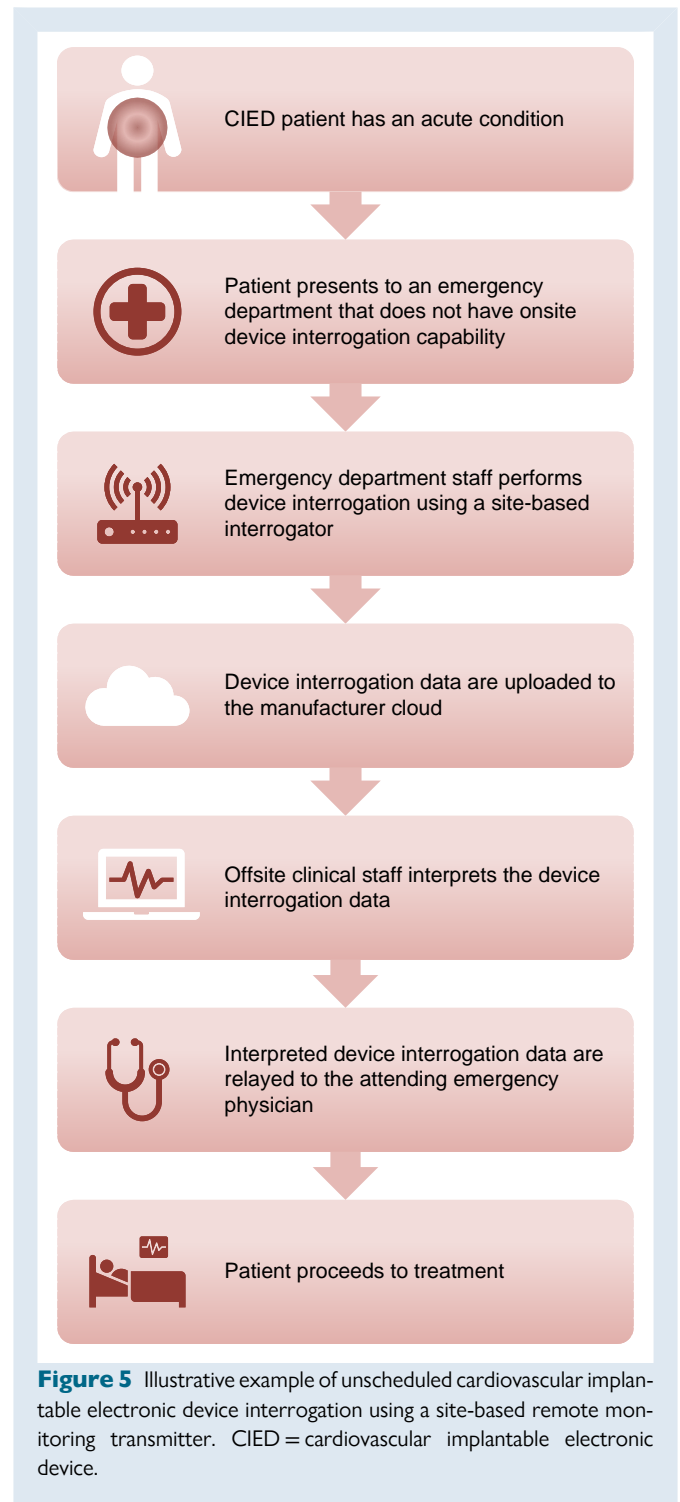 CIED patient has an acute condition
Patient presents to an emergency
department that does not have onsite
device interrogation capability
Emergency department staff performs
device interrogation using a site-based
interrogator
Device interrogation data are uploaded to
the manufacturer cloud
Offsite clinical staff interprets the device
interrogation data
Interpreted device interrogation data are
relayed to the attending emergency
physician
Patient proceeds to treatment
Figure 5 Illustrative example of unscheduled cardiovascular implan-
table electronic device interrogation using a site-based remote mon-
itoring transmitter. CIED = cardiovascular implantable electronic
device.